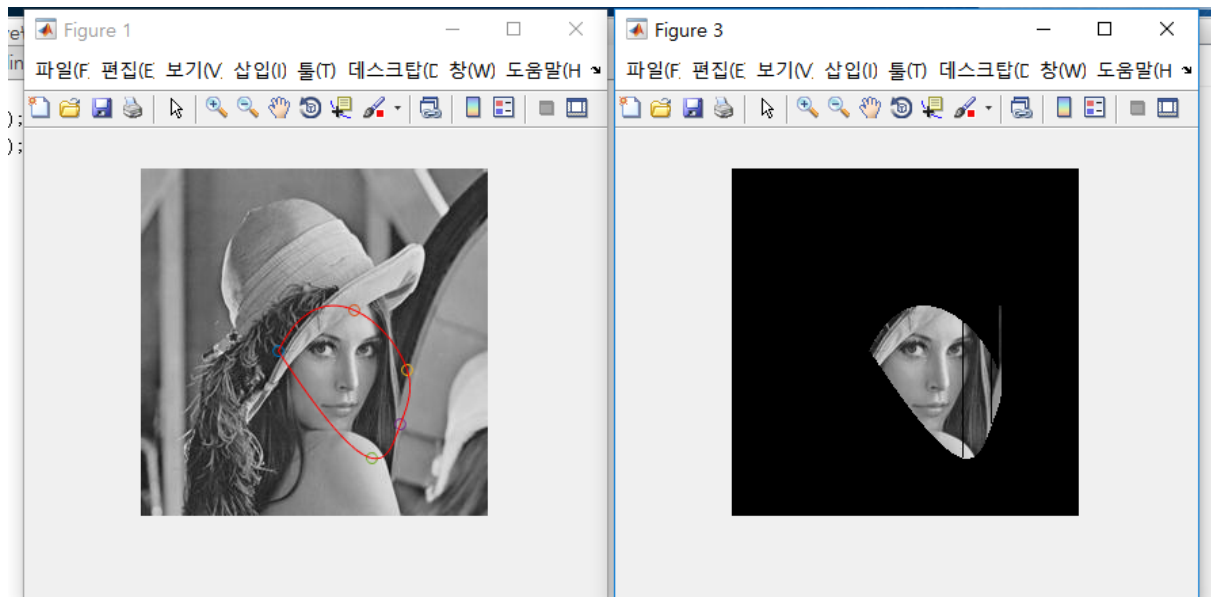 Figure 1
파일(F 편집(E 보기(V 삽입(I) 툴(T) 데스크탑(D 창(W) 도움말(H
Figure 3
파일(F 편집(E 보기(V 삽입(I) 툴(T) 데스크탑(D 창(W) 도움말(H
);
);